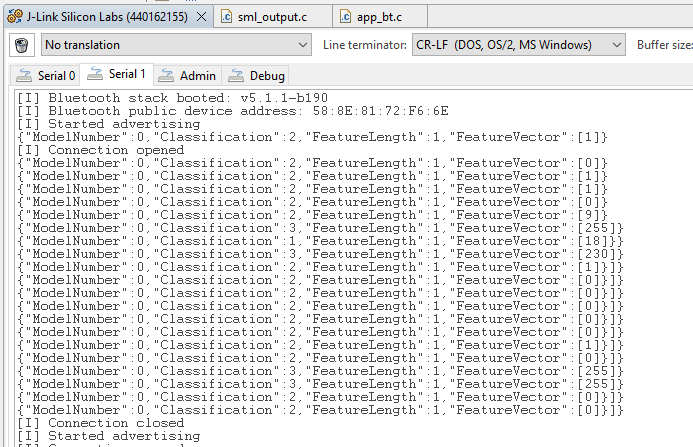 J-Link Silicon Labs (440162155) sml_output.c app_bt.c
No translation Line terminator: CR-LF (DOS, OS/2, MS Windows) Buffer size:
Serial 0 Serial 1 Admin Debug
[I] Bluetooth stack booted: v5.1.1-b190
[I] Bluetooth public device address: 58:8E:81:72:F6:6E
[I] Started advertising
{"ModelNumber":0,"Classification":2,"FeatureLength":1,"FeatureVector":[1]}
[I] Connection opened
{"ModelNumber":0,"Classification":2,"FeatureLength":1,"FeatureVector":[0]}
{"ModelNumber":0,"Classification":2,"FeatureLength":1,"FeatureVector":[1]}
{"ModelNumber":0,"Classification":2,"FeatureLength":1,"FeatureVector":[1]}
{"ModelNumber":0,"Classification":2,"FeatureLength":1,"FeatureVector":[0]}
{"ModelNumber":0,"Classification":2,"FeatureLength":1,"FeatureVector":[9]}
{"ModelNumber":0,"Classification":3,"FeatureLength":1,"FeatureVector":[255]}
{"ModelNumber":0,"Classification":1,"FeatureLength":1,"FeatureVector":[18]}}
{"ModelNumber":0,"Classification":3,"FeatureLength":1,"FeatureVector":[230]}
{"ModelNumber":0,"Classification":2,"FeatureLength":1,"FeatureVector":[1]}]}
{"ModelNumber":0,"Classification":2,"FeatureLength":1,"FeatureVector":[0]}]}
{"ModelNumber":0,"Classification":2,"FeatureLength":1,"FeatureVector":[0]}]}
{"ModelNumber":0,"Classification":2,"FeatureLength":1,"FeatureVector":[0]}]}
{"ModelNumber":0,"Classification":2,"FeatureLength":1,"FeatureVector":[0]}]}
{"ModelNumber":0,"Classification":2,"FeatureLength":1,"FeatureVector":[0]}]}
{"ModelNumber":0,"Classification":2,"FeatureLength":1,"FeatureVector":[1]}]}
{"ModelNumber":0,"Classification":2,"FeatureLength":1,"FeatureVector":[0]}]}
{"ModelNumber":0,"Classification":3,"FeatureLength":1,"FeatureVector":[255]}
{"ModelNumber":0,"Classification":3,"FeatureLength":1,"FeatureVector":[255]}
{"ModelNumber":0,"Classification":2,"FeatureLength":1,"FeatureVector":[0]}]}
{"ModelNumber":0,"Classification":2,"FeatureLength":1,"FeatureVector":[0]}]}
[I] Connection closed
[I] Started advertising